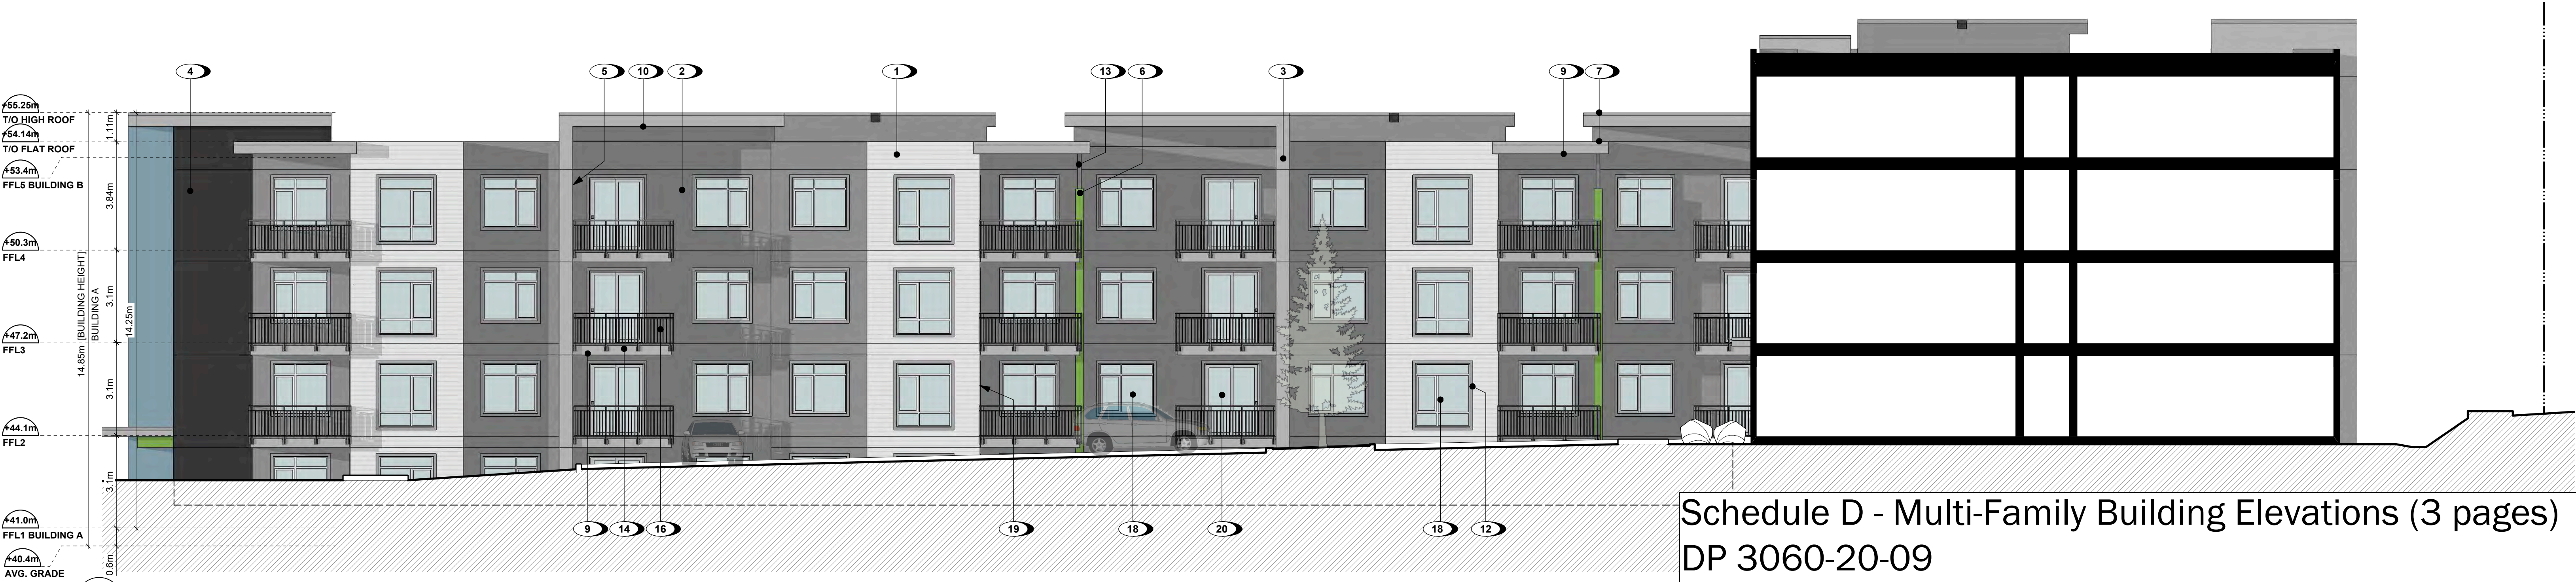 4
5
10
2
1
13
6
3
9
7
+55.25m
T/O HIGH ROOF
+54.14m
T/O FLAT ROOF
+53.4m
FFL5 BUILDING B
+50.3m
FFL4
+47.2m
FFL3
+44.1m
FFL2
+41.0m
FFL1 BUILDING A
+40.4m
AVG. GRADE
1.11m
3.84m
3.1m
3.1m
3.1m
0.6m
14.85m [BUILDING HEIGHT]
BUILDING A
14.25m
9
14
16
19
18
20
18
12
Schedule D - Multi-Family Building Elevations (3 pages)
DP 3060-20-09